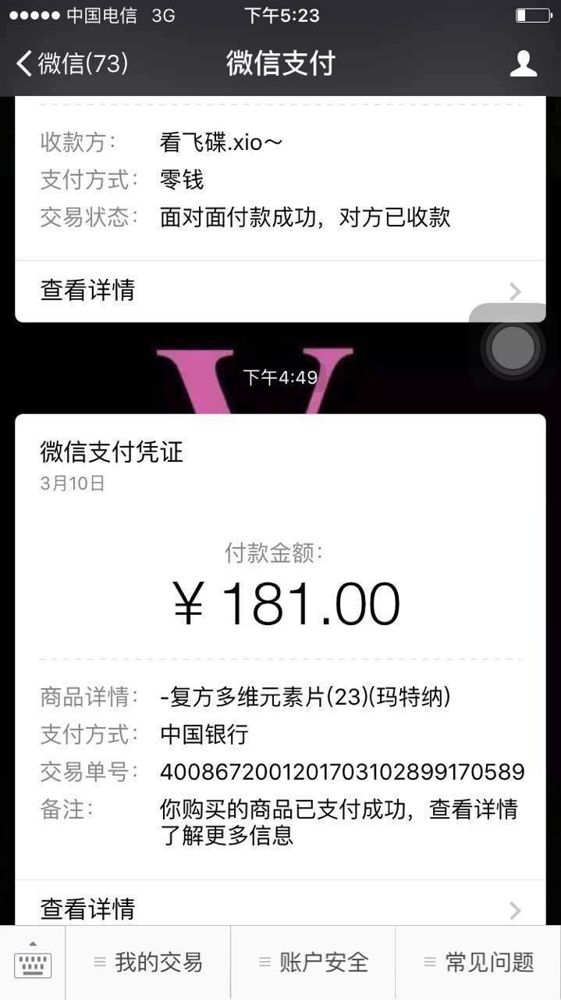 中国电信 3G 下午5:23
微信(73) 微信支付
收款方： 看飞碟.xio～
支付方式： 零钱
交易状态： 面对面付款成功，对方已收款
查看详情
下午4:49
微信支付凭证
3月10日
付款金额：
￥181.00
商品详情： -复方多维元素片(23)(玛特纳)
支付方式： 中国银行
交易单号： 4008672001201703102899170589
备注： 你购买的商品已支付成功，查看详情
了解更多信息
查看详情
我的交易 账户安全 常见问题